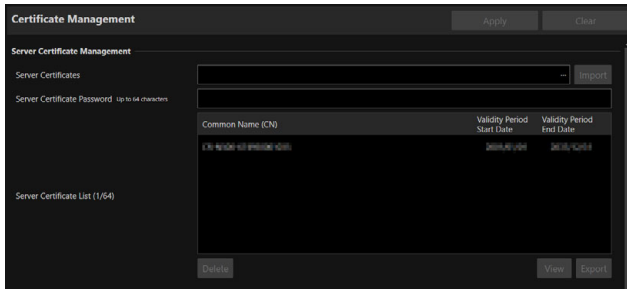 Certificate Management Apply Clear
Server Certificate Management
Server Certificates ... Import
Server Certificate Password Up to 64 characters
Common Name (CN) Validity Period Start Date Validity Period End Date
Server Certificate List (1/64)
Delete View Export